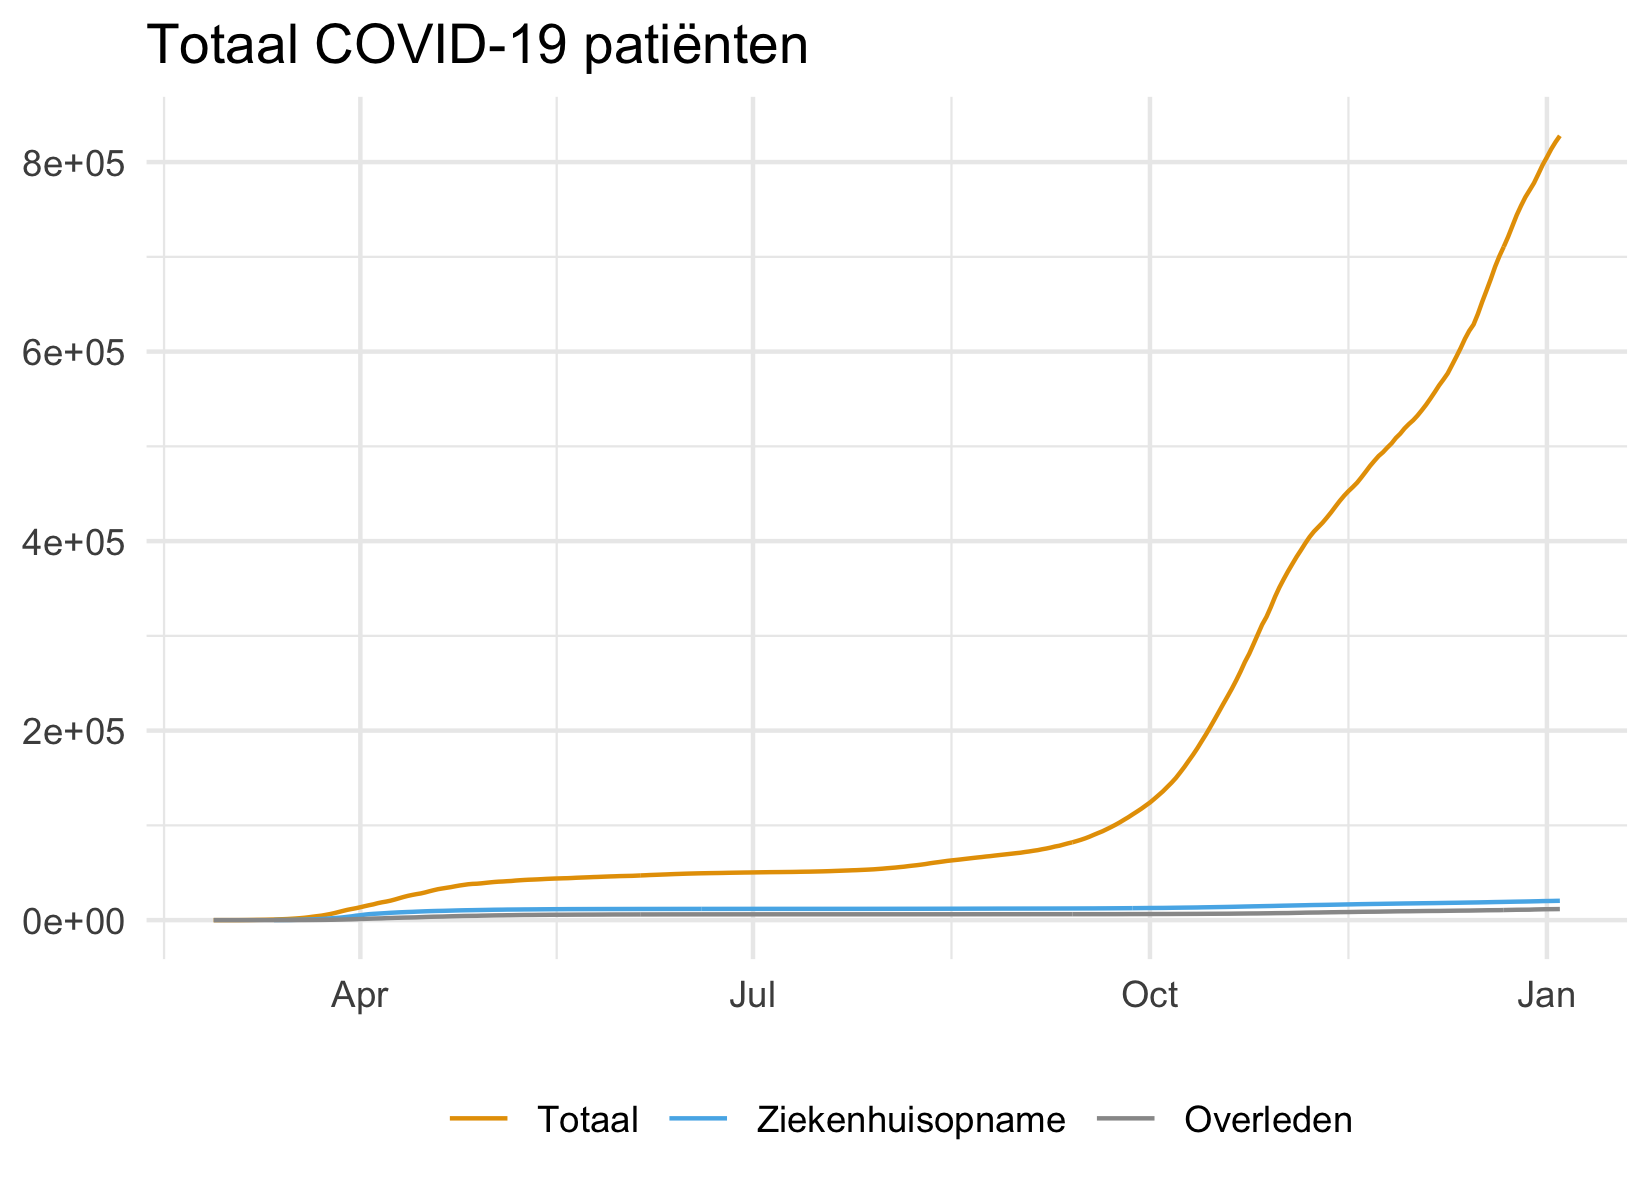 Totaal COVID-19 patiënten
8e+05
6e+05
4e+05
2e+05
0e+00
Apr Jul Oct Jan
Totaal Ziekenhuisopname Overleden